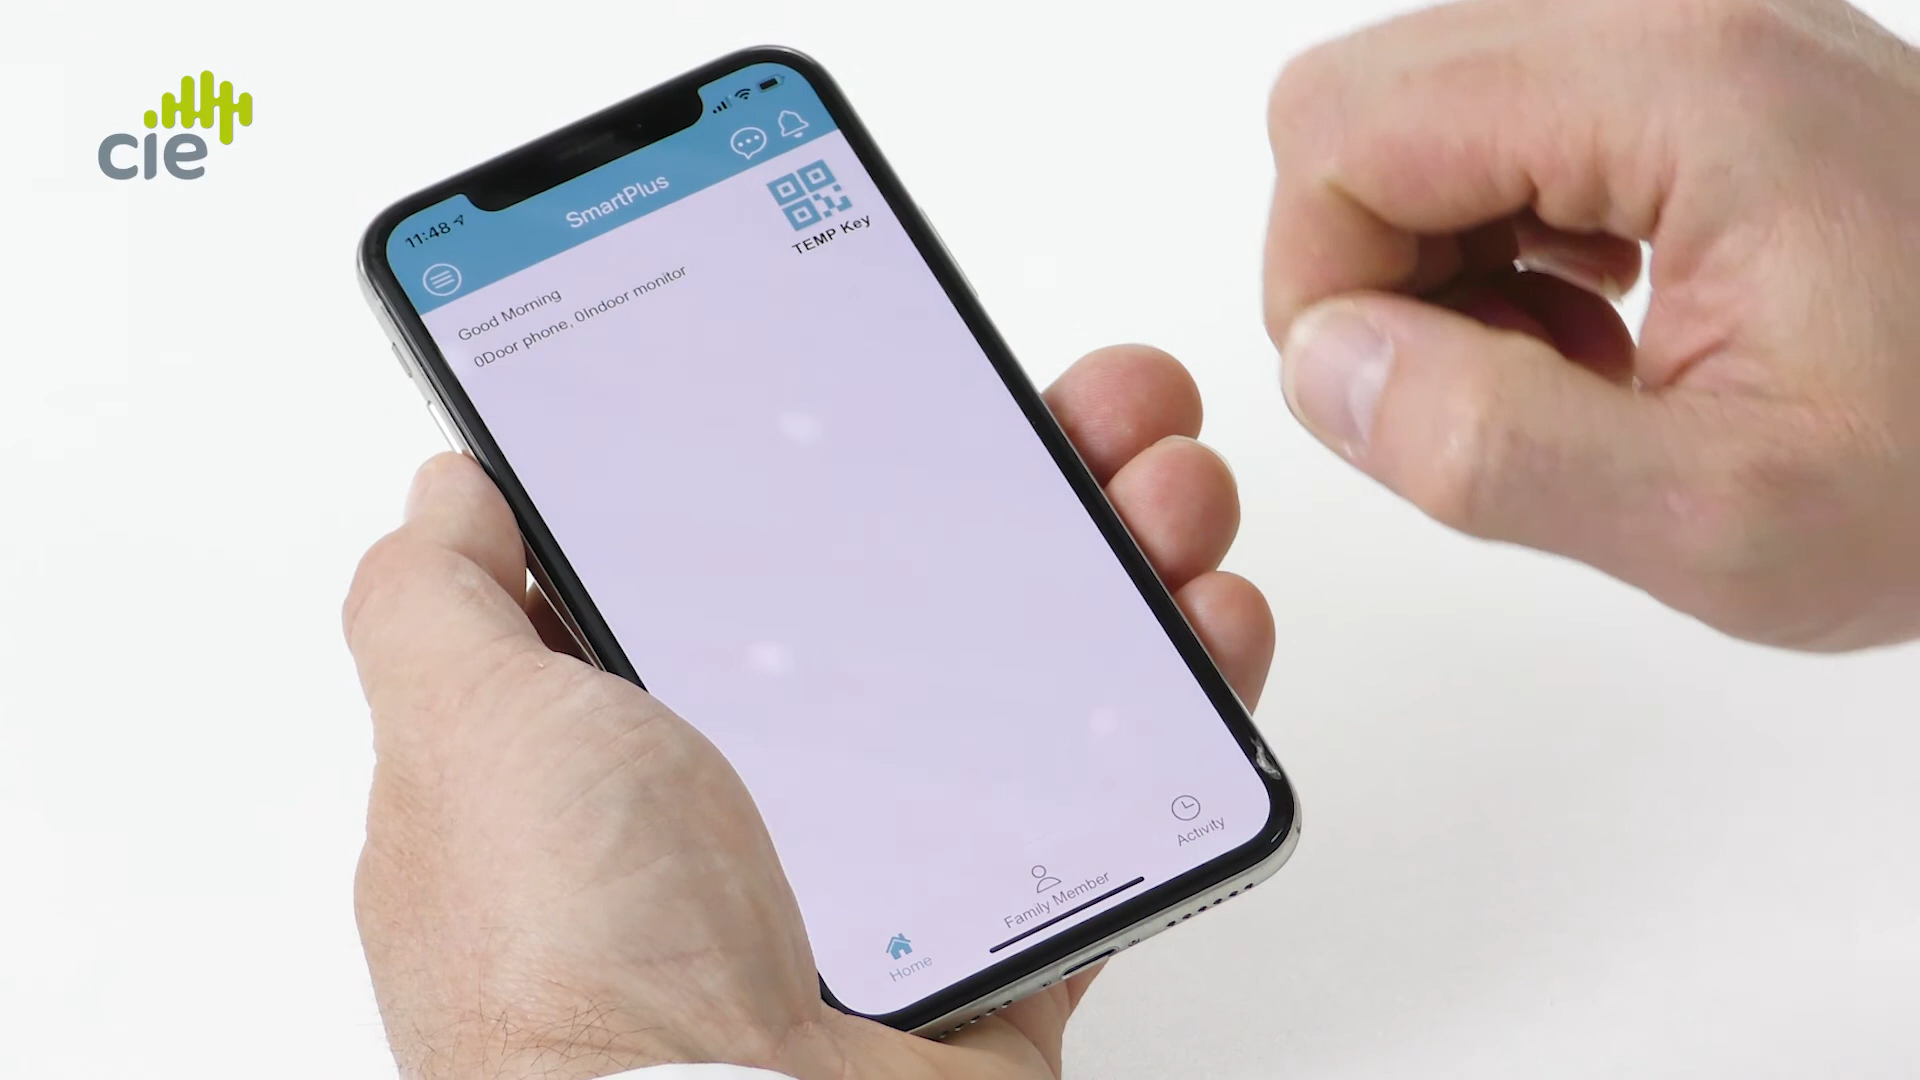 cie
11:48
SmartPlus
TEMP Key
Good Morning
0Door phone, 0Indoor monitor
Home
Family Member
Activity